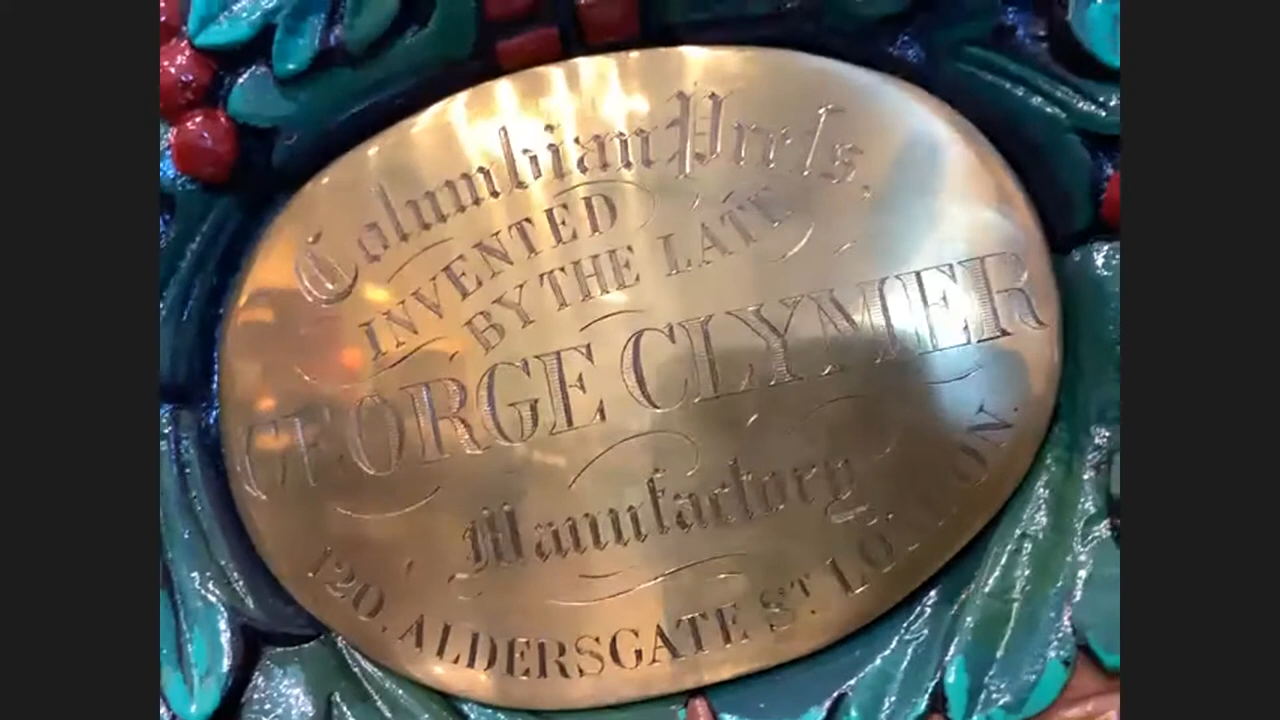 Columbian Preſs,
INVENTED
BY THE LATE
GEORGE CLYMER
Manufactory
120, ALDERSGATE ST. LONDON.